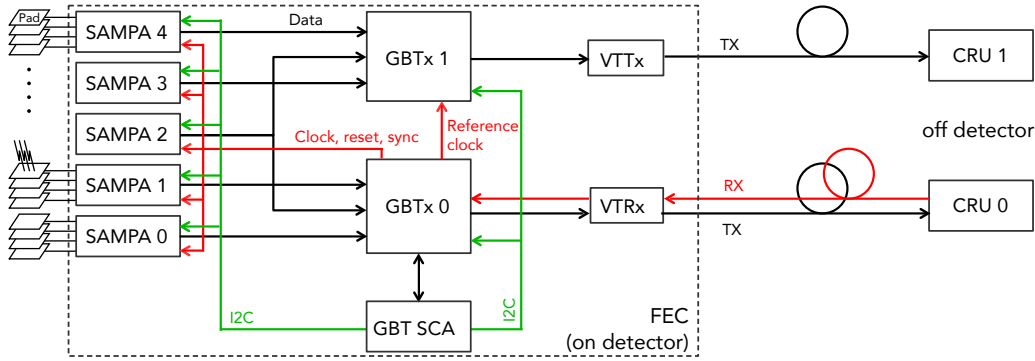 Pad
SAMPA 4
Data
GBTx 1
VTTx
TX
CRU 1
SAMPA 3
SAMPA 2
Clock, reset, sync
Reference
clock
off detector
SAMPA 1
GBTx 0
VTRx
RX
TX
CRU 0
SAMPA 0
I2C
GBT SCA
I2C
FEC
(on detector)